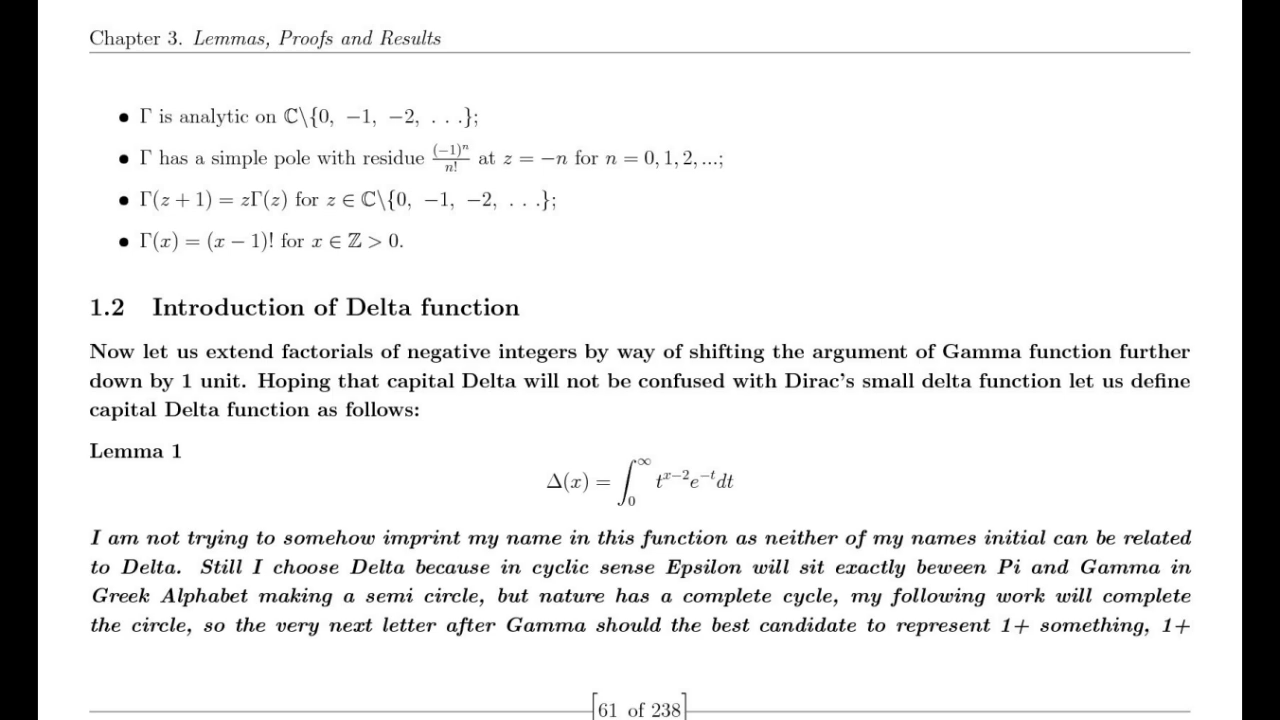 Chapter 3. Lemmas, Proofs and Results
• Γ is analytic on ℂ\{0, −1, −2, . . .};
• Γ has a simple pole with residue (−1)ⁿ/n! at z = −n for n = 0, 1, 2, ...;
• Γ(z + 1) = zΓ(z) for z ∈ ℂ\{0, −1, −2, . . .};
• Γ(x) = (x − 1)! for x ∈ ℤ > 0.
1.2 Introduction of Delta function
Now let us extend factorials of negative integers by way of shifting the argument of Gamma function further
down by 1 unit. Hoping that capital Delta will not be confused with Dirac's small delta function let us define
capital Delta function as follows:
Lemma 1
Δ(x) = ∫₀^∞ t^{x−2}e^{−t}dt
I am not trying to somehow imprint my name in this function as neither of my names initial can be related
to Delta. Still I choose Delta because in cyclic sense Epsilon will sit exactly beween Pi and Gamma in
Greek Alphabet making a semi circle, but nature has a complete cycle, my following work will complete
the circle, so the very next letter after Gamma should the best candidate to represent 1+ something, 1+
[61 of 238]